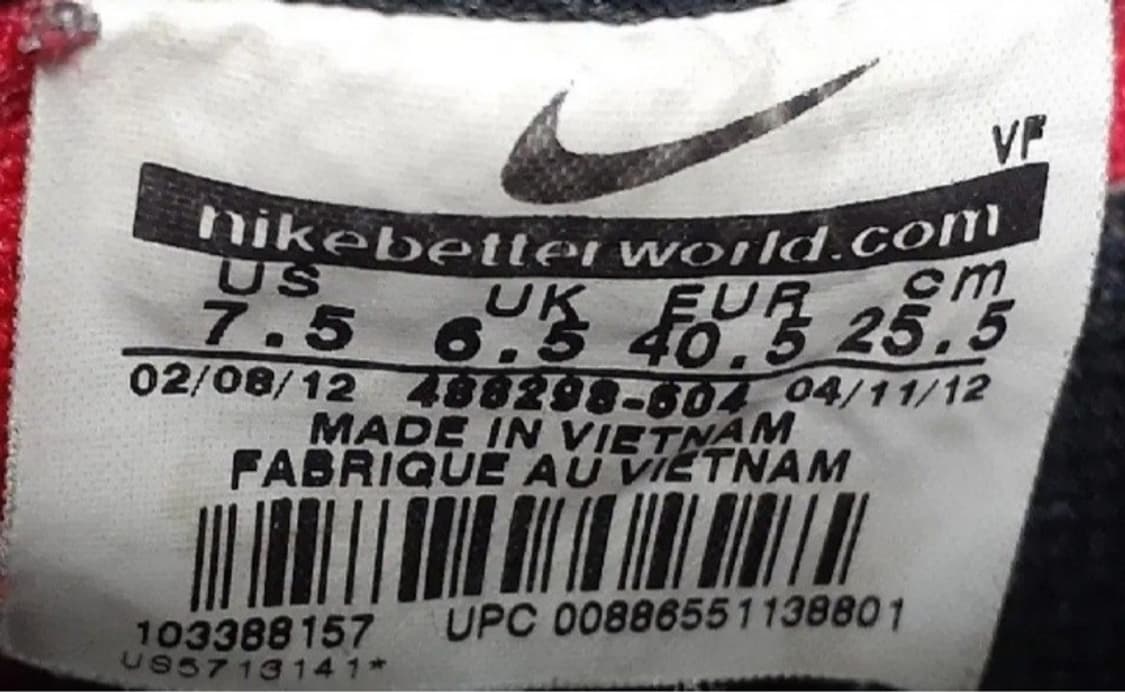 VF
nikebetterworld.com
US UK EUR cm
7.5 6.5 40.5 25.5
02/08/12 488298-604 04/11/12
MADE IN VIETNAM
FABRIQUE AU VIETNAM
103388157 UPC 00886551138801
US5713141*